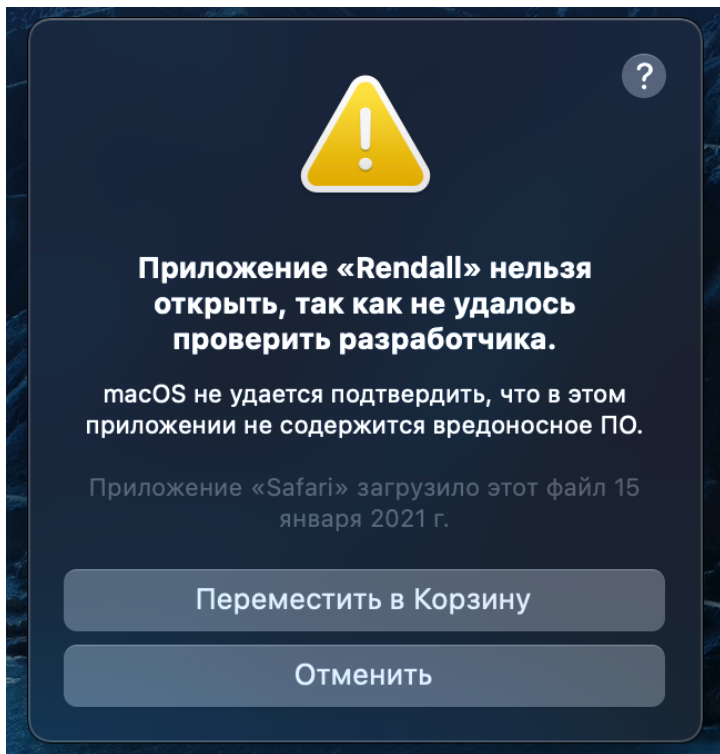 ?
Приложение «Rendall» нельзя
открыть, так как не удалось
проверить разработчика.
macOS не удается подтвердить, что в этом
приложении не содержится вредоносное ПО.
Приложение «Safari» загрузило этот файл 15
января 2021 г.
Переместить в Корзину
Отменить